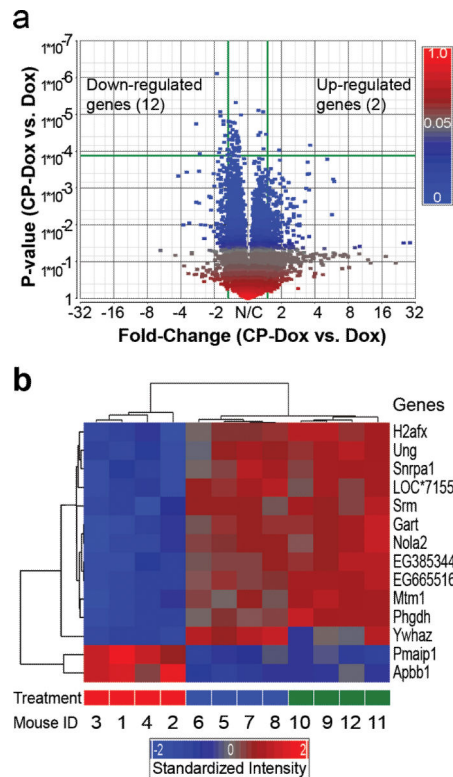 a
P-value (CP-Dox vs. Dox)
1*10-7
1*10-6
1*10-5
1*10-4
1*10-3
1*10-2
1*10-1
1
Down-regulated
genes (12)
Up-regulated
genes (2)
1.0
0.05
0
-32 -16 -8 -4 -2 N/C 2 4 8 16 32
Fold-Change (CP-Dox vs. Dox)
b
Genes
H2afx
Ung
Snrpa1
LOC*7155
Srm
Gart
Nola2
EG385344
EG665516
Mtm1
Phgdh
Ywhaz
Pmaip1
Apbb1
Treatment
Mouse ID 3 1 4 2 6 5 7 8 10 9 12 11
-2 0 2
Standardized Intensity